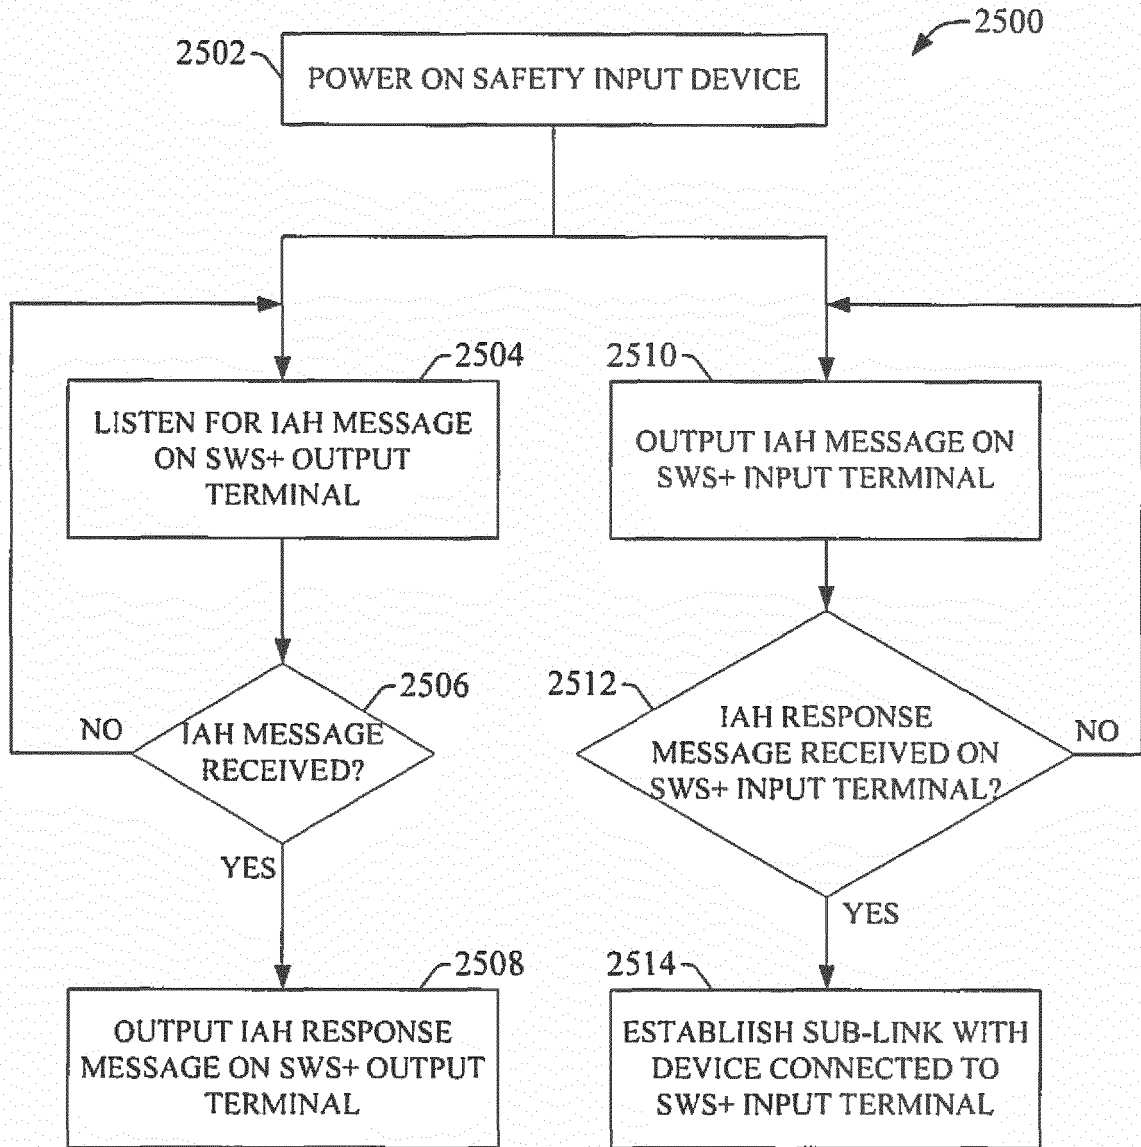 2500
2502
POWER ON SAFETY INPUT DEVICE
2504
LISTEN FOR IAH MESSAGE
ON SWS+ OUTPUT
TERMINAL
2506
IAH MESSAGE
RECEIVED?
NO
YES
2508
OUTPUT IAH RESPONSE
MESSAGE ON SWS+ OUTPUT
TERMINAL
2510
OUTPUT IAH MESSAGE ON
SWS+ INPUT TERMINAL
2512
IAH RESPONSE
MESSAGE RECEIVED ON
SWS+ INPUT TERMINAL?
NO
YES
2514
ESTABLIISH SUB-LINK WITH
DEVICE CONNECTED TO
SWS+ INPUT TERMINAL